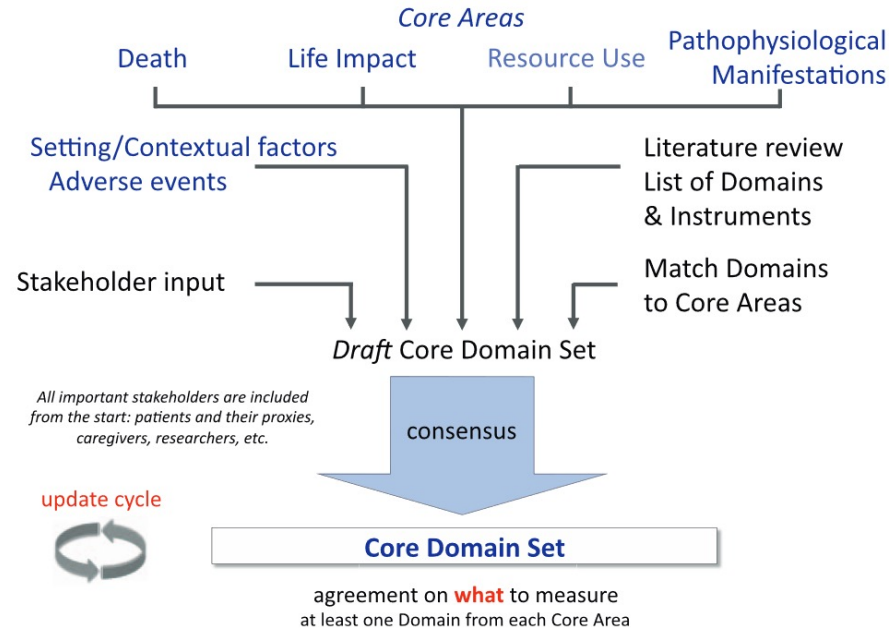 Core Areas
Death
Life Impact
Resource Use
Pathophysiological
Manifestations
Setting/Contextual factors
Adverse events
Literature review
List of Domains
& Instruments
Stakeholder input
Match Domains
to Core Areas
Draft Core Domain Set
All important stakeholders are included
from the start: patients and their proxies,
caregivers, researchers, etc.
consensus
update cycle
Core Domain Set
agreement on what to measure
at least one Domain from each Core Area